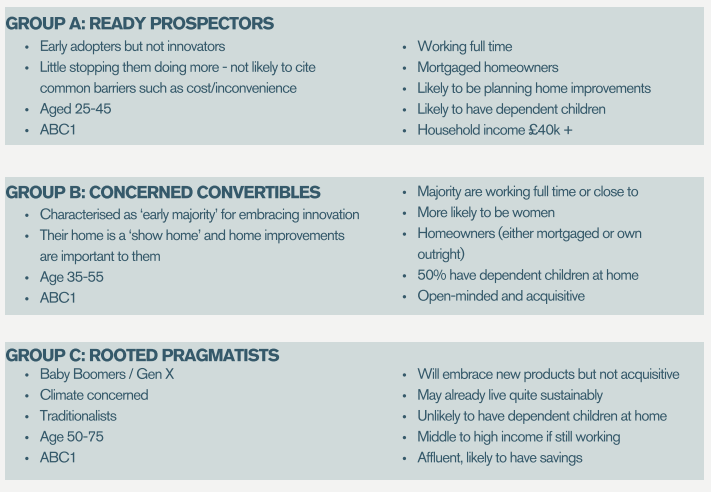 GROUP A: READY PROSPECTORS
• Early adopters but not innovators
• Little stopping them doing more - not likely to cite
common barriers such as cost/inconvenience
• Aged 25-45
• ABC1
• Working full time
• Mortgaged homeowners
• Likely to be planning home improvements
• Likely to have dependent children
• Household income £40k +
GROUP B: CONCERNED CONVERTIBLES
• Characterised as ‘early majority’ for embracing innovation
• Their home is a ‘show home’ and home improvements
are important to them
• Age 35-55
• ABC1
• Majority are working full time or close to
• More likely to be women
• Homeowners (either mortgaged or own
outright)
• 50% have dependent children at home
• Open-minded and acquisitive
GROUP C: ROOTED PRAGMATISTS
• Baby Boomers / Gen X
• Climate concerned
• Traditionalists
• Age 50-75
• ABC1
• Will embrace new products but not acquisitive
• May already live quite sustainably
• Unlikely to have dependent children at home
• Middle to high income if still working
• Affluent, likely to have savings